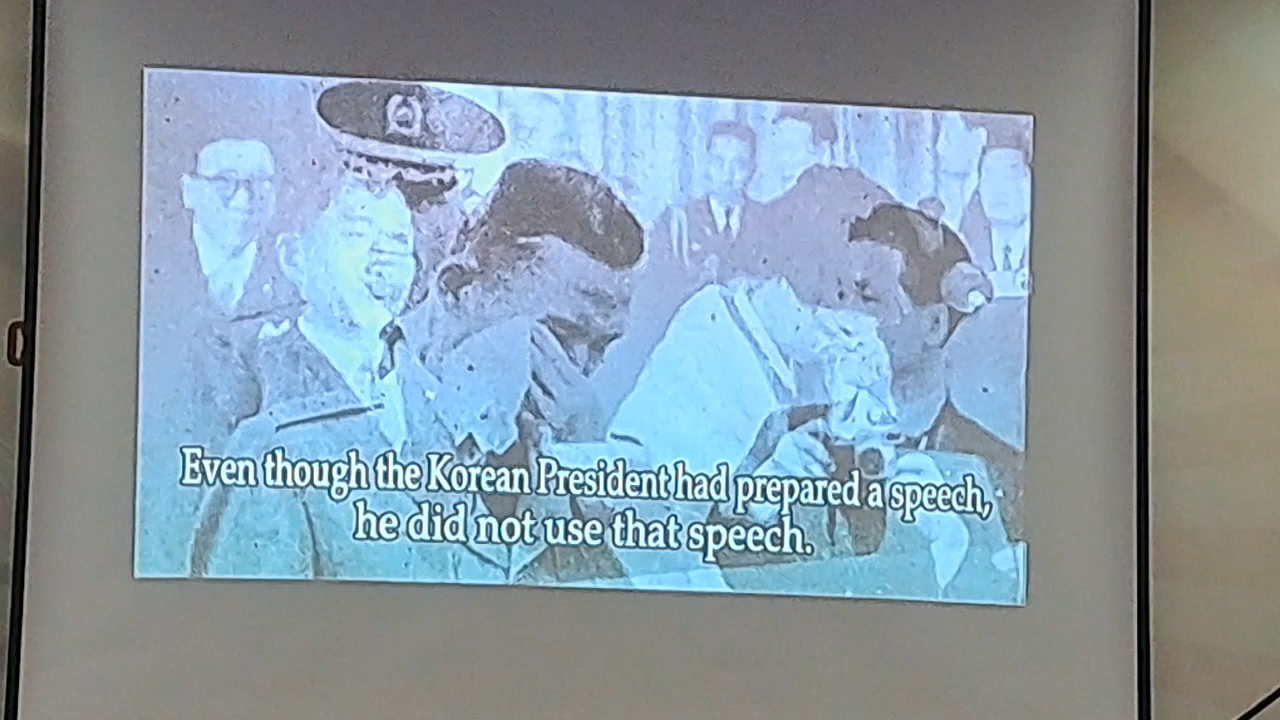 Even though the Korean President had prepared a speech,
he did not use that speech.